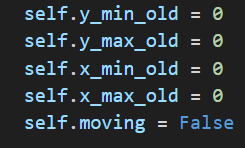 self.y_min_old = 0
self.y_max_old = 0
self.x_min_old = 0
self.x_max_old = 0
self.moving = False